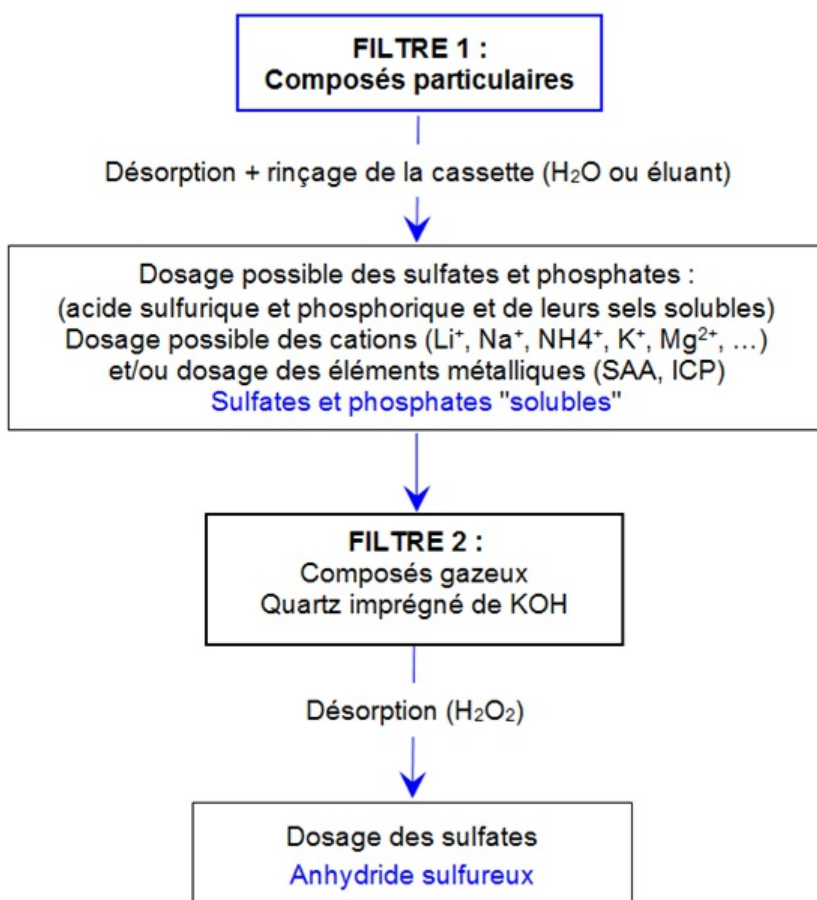 FILTRE 1 :
Composés particulaires
Désorption + rinçage de la cassette (H₂O ou éluant)
Dosage possible des sulfates et phosphates :
(acide sulfurique et phosphorique et de leurs sels solubles)
Dosage possible des cations (Li⁺, Na⁺, NH4⁺, K⁺, Mg²⁺, …)
et/ou dosage des éléments métalliques (SAA, ICP)
Sulfates et phosphates "solubles"
FILTRE 2 :
Composés gazeux
Quartz imprégné de KOH
Désorption (H₂O₂)
Dosage des sulfates
Anhydride sulfureux